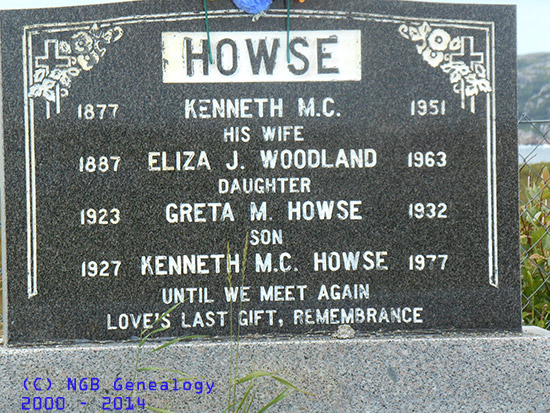 HOWSE
1877 KENNETH M.C. 1951
HIS WIFE
1887 ELIZA J. WOODLAND 1963
DAUGHTER
1923 GRETA M. HOWSE 1932
SON
1927 KENNETH M.C. HOWSE 1977
UNTIL WE MEET AGAIN
LOVE'S LAST GIFT, REMEMBRANCE
(C) NGB Genealogy
2000 - 2014